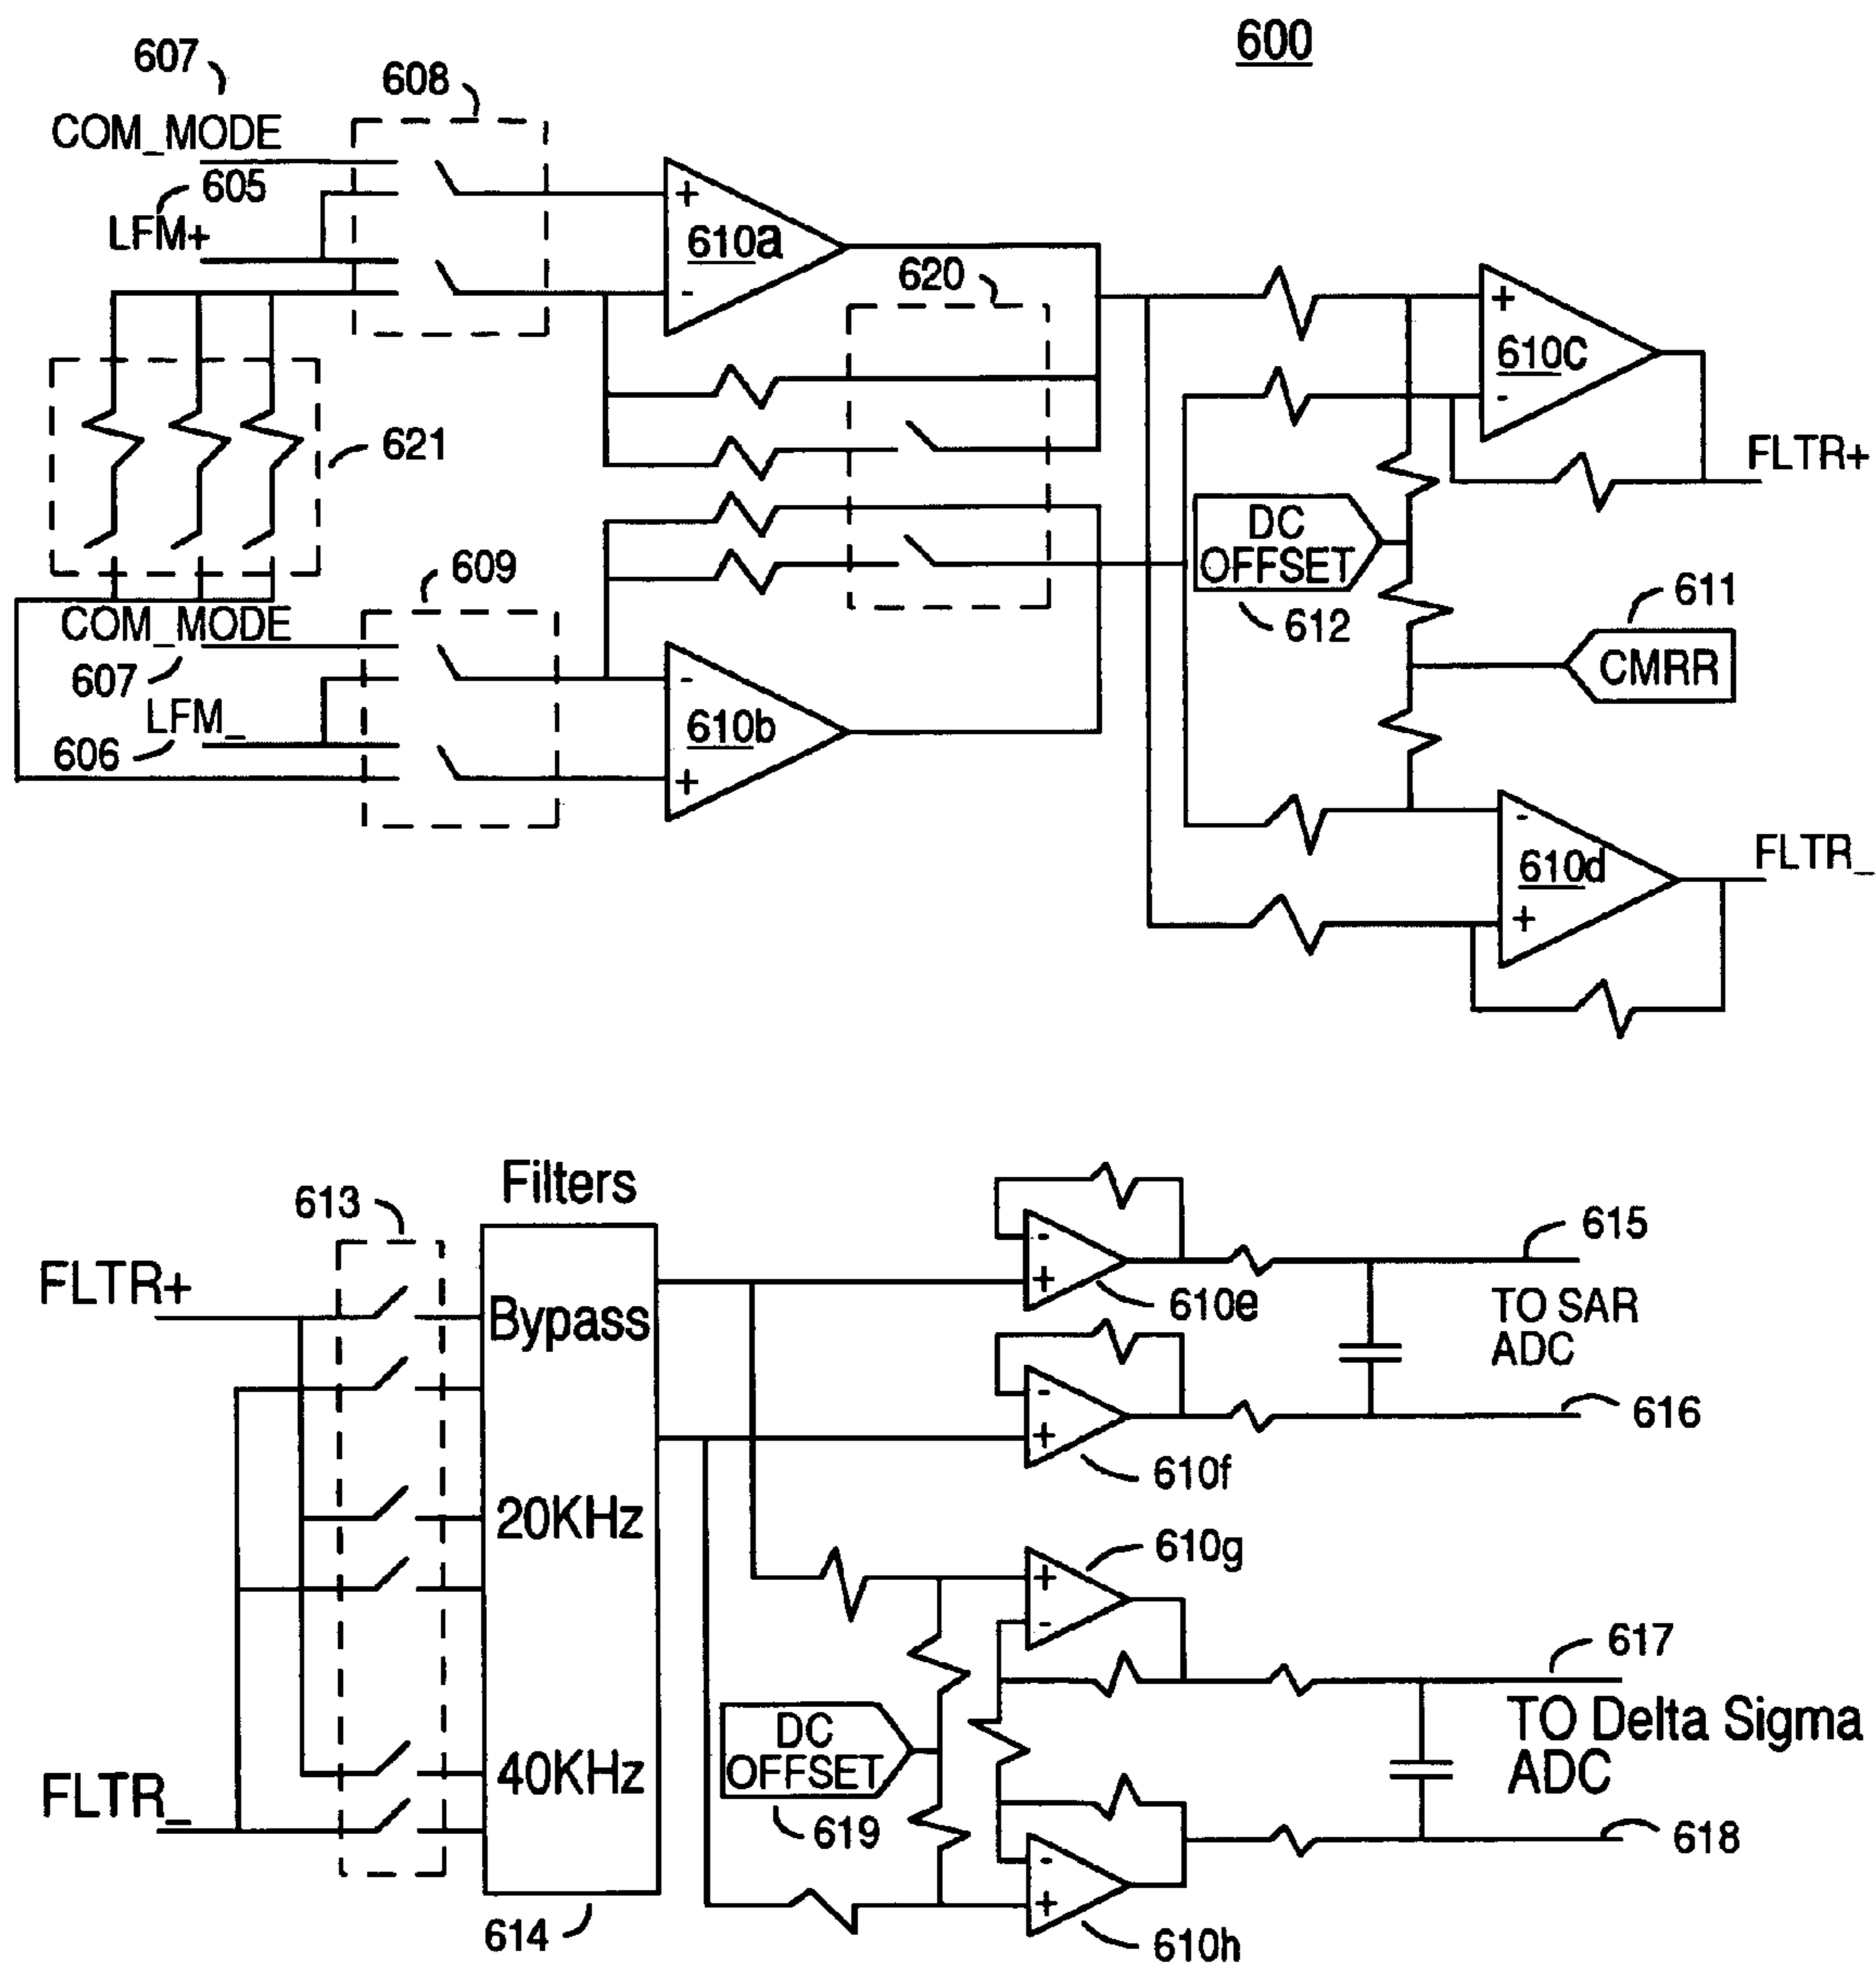 600
607
608
COM_MODE
605
LFM+
610a
620
610c
621
FLTR+
DC
OFFSET
609
611
COM_MODE
612
CMRR
607
LFM_
610b
606
610d
FLTR_
Filters
613
615
FLTR+
610e
TO SAR
ADC
Bypass
616
610f
20KHz
610g
617
DC
OFFSET
TO Delta Sigma
ADC
40KHz
FLTR_
619
618
614
610h
+
-
-
+
+
-
-
+
-
+
-
+
+
-
-
+